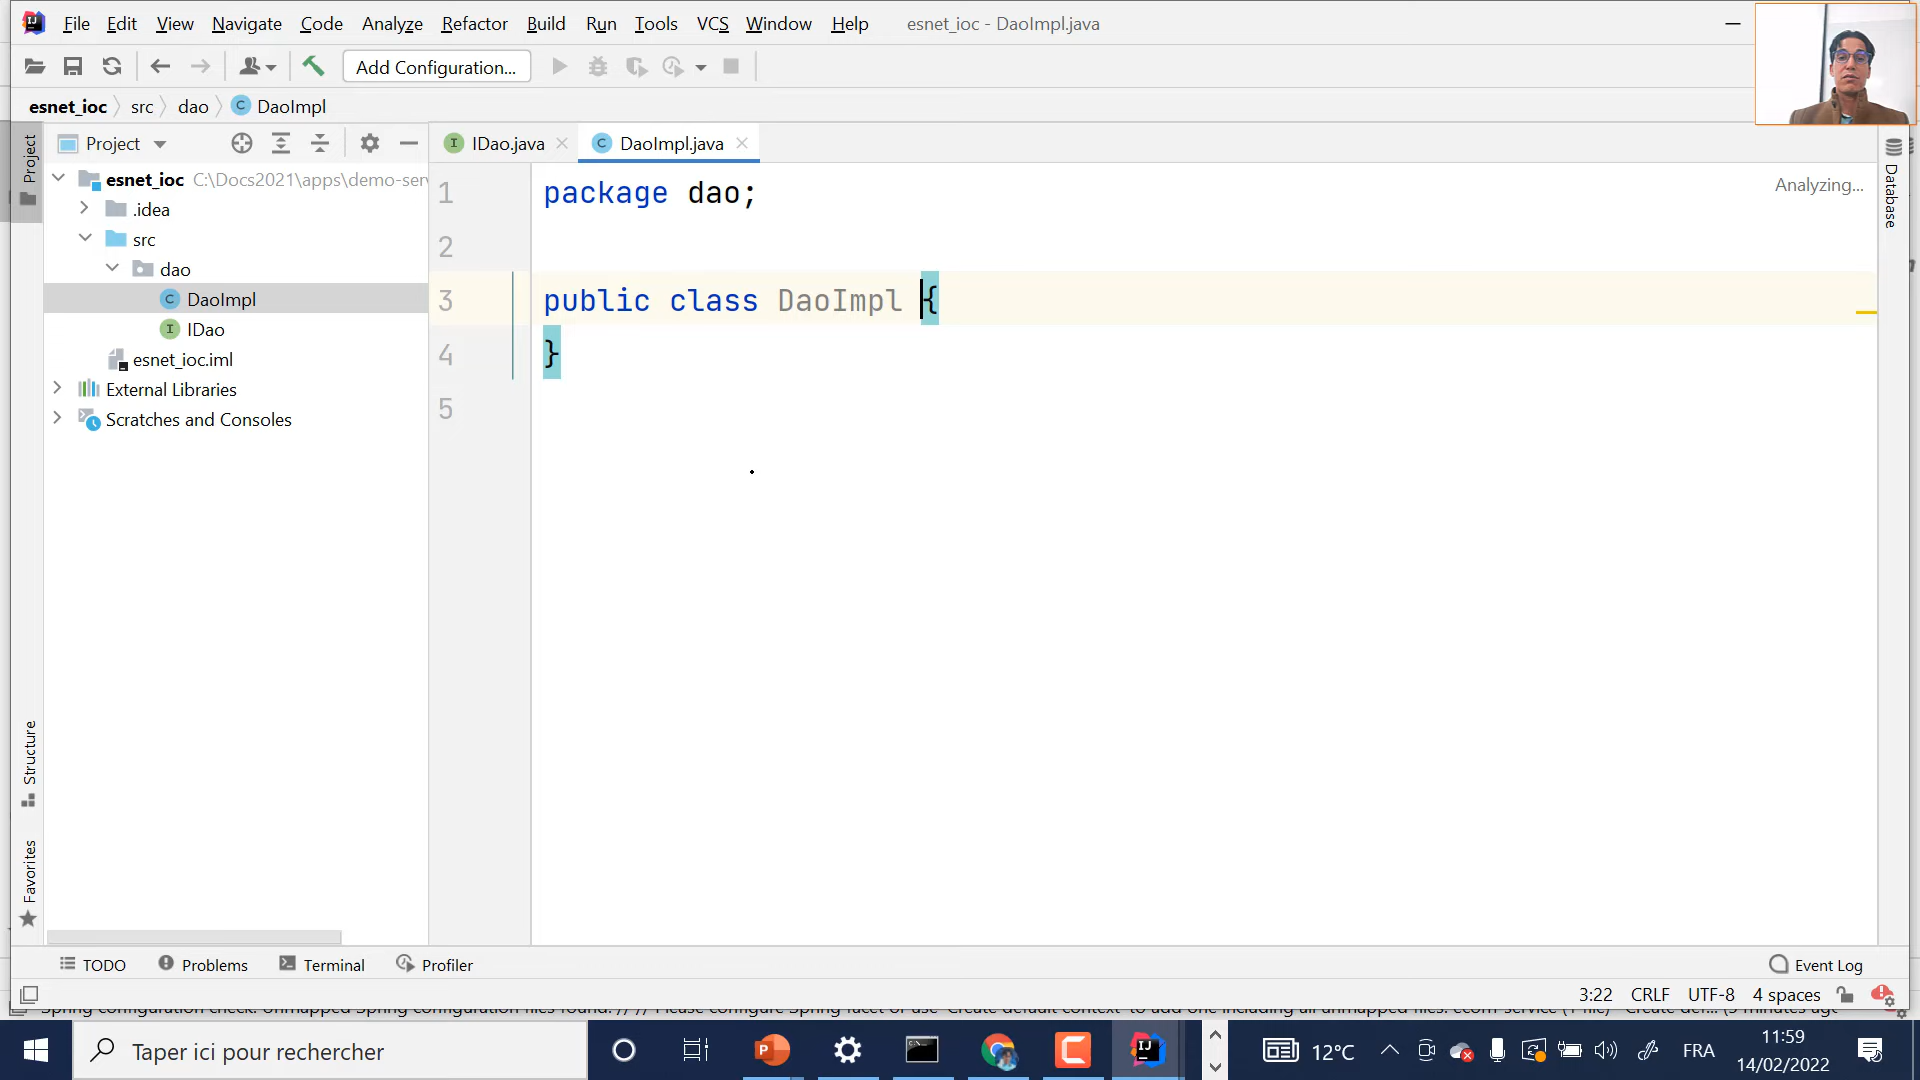 File Edit View Navigate Code Analyze Refactor Build Run Tools VCS Window Help esnet_ioc - DaoImpl.java
Add Configuration...
esnet_ioc src dao C DaoImpl
Project
Project
I IDao.java
C DaoImpl.java
esnet_ioc C:\Docs2021\apps\demo-ser
.idea
src
dao
C DaoImpl
I IDao
esnet_ioc.iml
External Libraries
Scratches and Consoles
1 package dao;
2
3 public class DaoImpl {
4 }
5
Analyzing...
Database
Structure
Favorites
TODO Problems Terminal Profiler
Event Log
3:22 CRLF UTF-8 4 spaces
Taper ici pour rechercher
12°C
FRA
11:59
14/02/2022